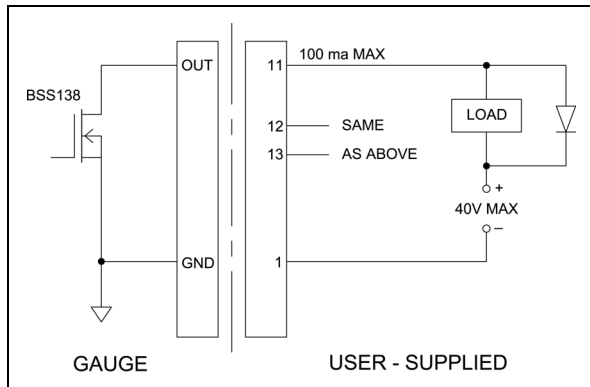 OUT
11
100 ma MAX
BSS138
LOAD
12
SAME
13
AS ABOVE
+
40V MAX
–
GND
1
GAUGE
USER - SUPPLIED